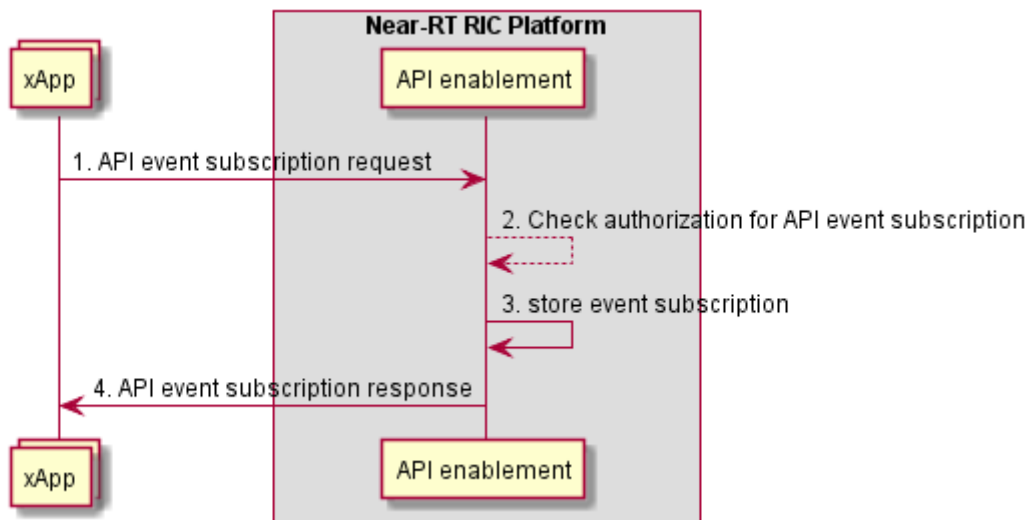 Near-RT RIC Platform
xApp
API enablement
1. API event subscription request
2. Check authorization for API event subscription
3. store event subscription
4. API event subscription response
xApp
API enablement